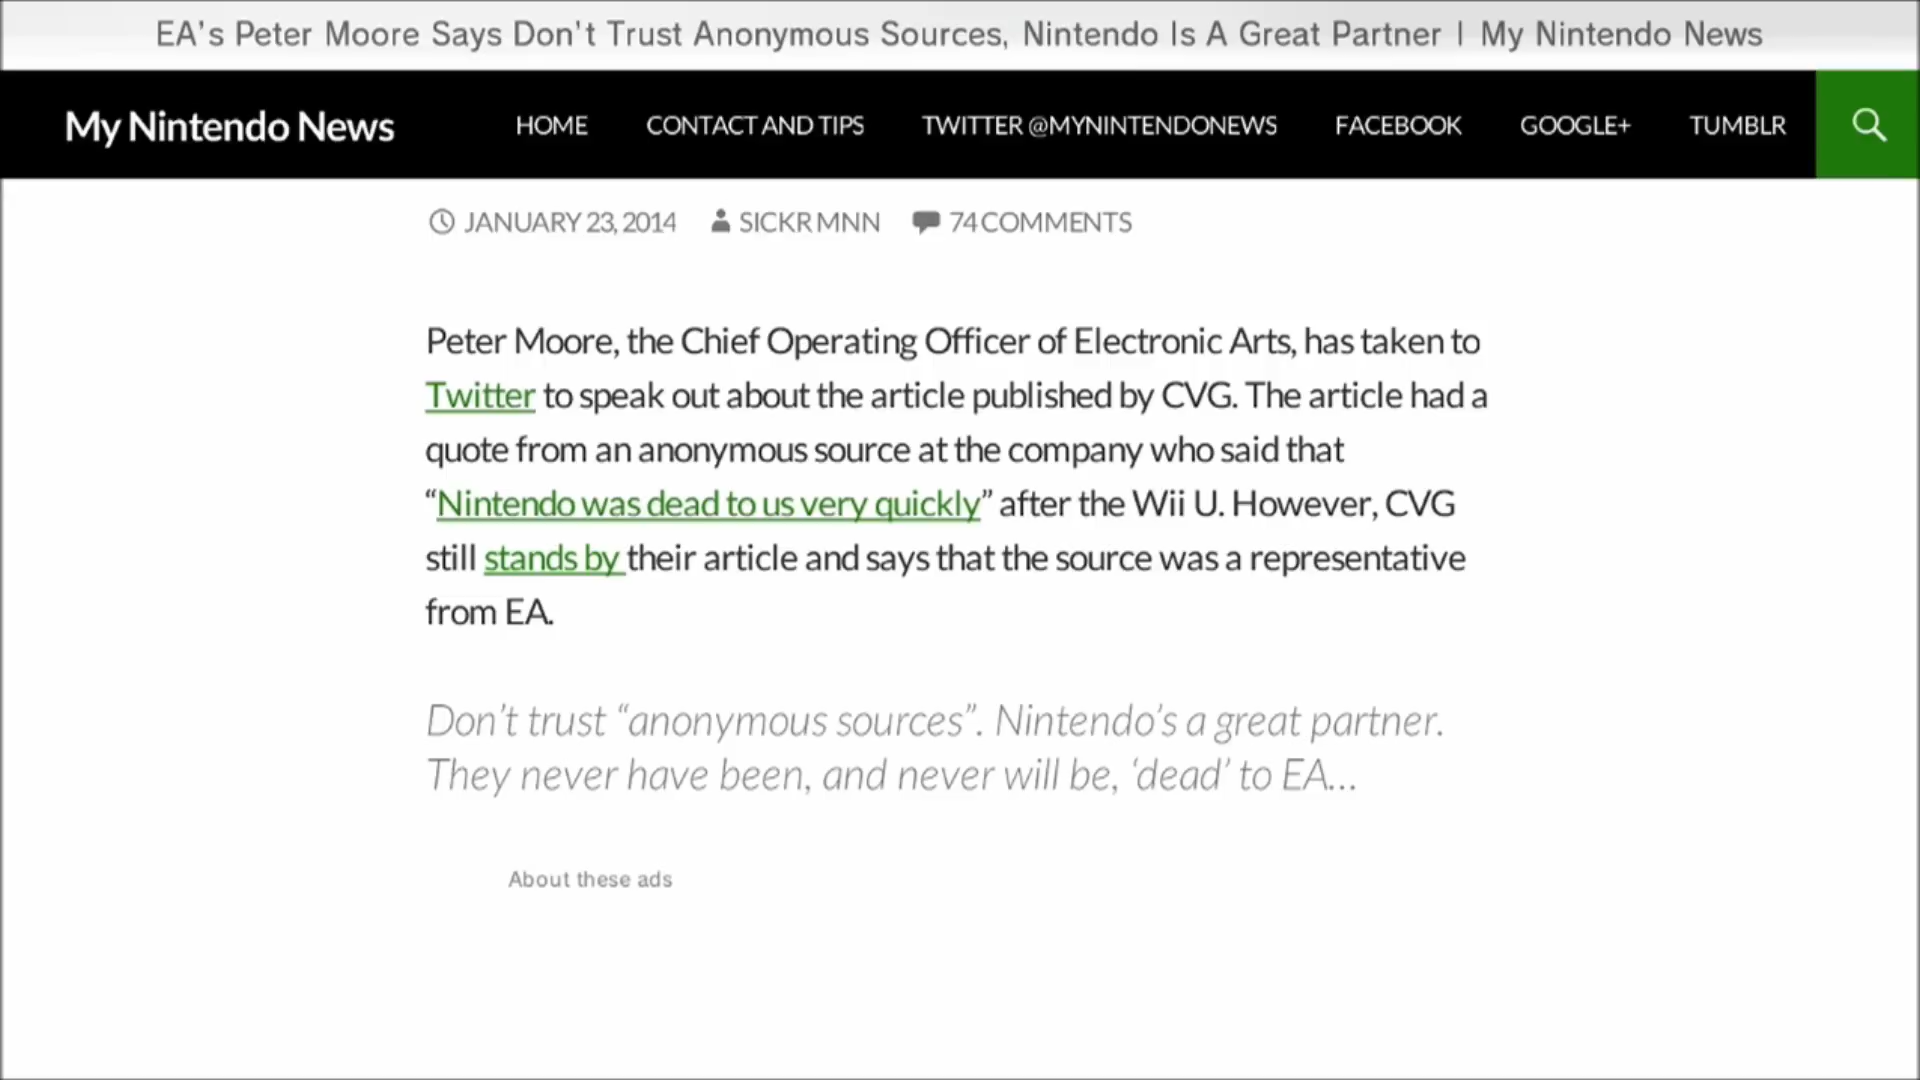 EA's Peter Moore Says Don't Trust Anonymous Sources, Nintendo Is A Great Partner | My Nintendo News
My Nintendo News HOME CONTACT AND TIPS TWITTER @MYNINTENDONEWS FACEBOOK GOOGLE+ TUMBLR
JANUARY 23, 2014 SICKR MNN 74 COMMENTS
Peter Moore, the Chief Operating Officer of Electronic Arts, has taken to
Twitter to speak out about the article published by CVG. The article had a
quote from an anonymous source at the company who said that
“Nintendo was dead to us very quickly” after the Wii U. However, CVG
still stands by their article and says that the source was a representative
from EA.
Don’t trust “anonymous sources”. Nintendo’s a great partner.
They never have been, and never will be, ‘dead’ to EA…
About these ads